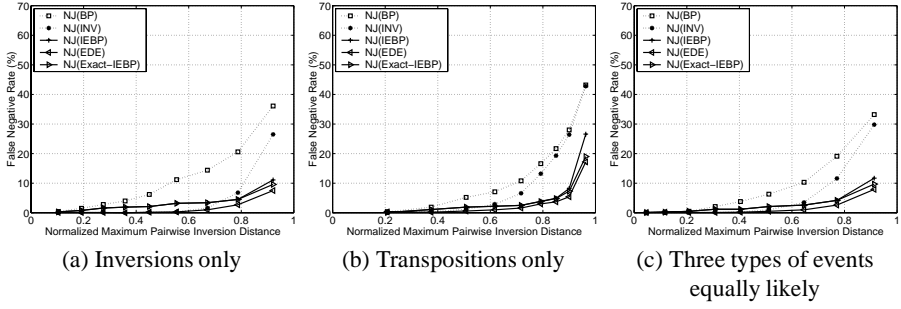 70
60
50
40
30
20
10
0
False Negative Rate (%)
NJ(BP)
NJ(INV)
NJ(IEBP)
NJ(EDE)
NJ(Exact−IEBP)
0 0.2 0.4 0.6 0.8 1
Normalized Maximum Pairwise Inversion Distance
(a) Inversions only
70
60
50
40
30
20
10
0
False Negative Rate (%)
NJ(BP)
NJ(INV)
NJ(IEBP)
NJ(EDE)
NJ(Exact−IEBP)
0 0.2 0.4 0.6 0.8 1
Normalized Maximum Pairwise Inversion Distance
(b) Transpositions only
70
60
50
40
30
20
10
0
False Negative Rate (%)
NJ(BP)
NJ(INV)
NJ(IEBP)
NJ(EDE)
NJ(Exact−IEBP)
0 0.2 0.4 0.6 0.8 1
Normalized Maximum Pairwise Inversion Distance
(c) Three types of events
equally likely